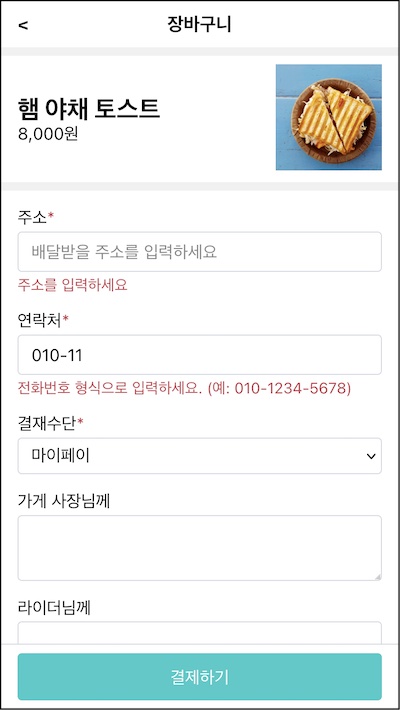 <
장바구니
햄 야채 토스트
8,000원
주소*
배달받을 주소를 입력하세요
주소를 입력하세요
연락처*
010-11
전화번호 형식으로 입력하세요. (예: 010-1234-5678)
결재수단*
마이페이
가게 사장님께
라이더님께
결제하기